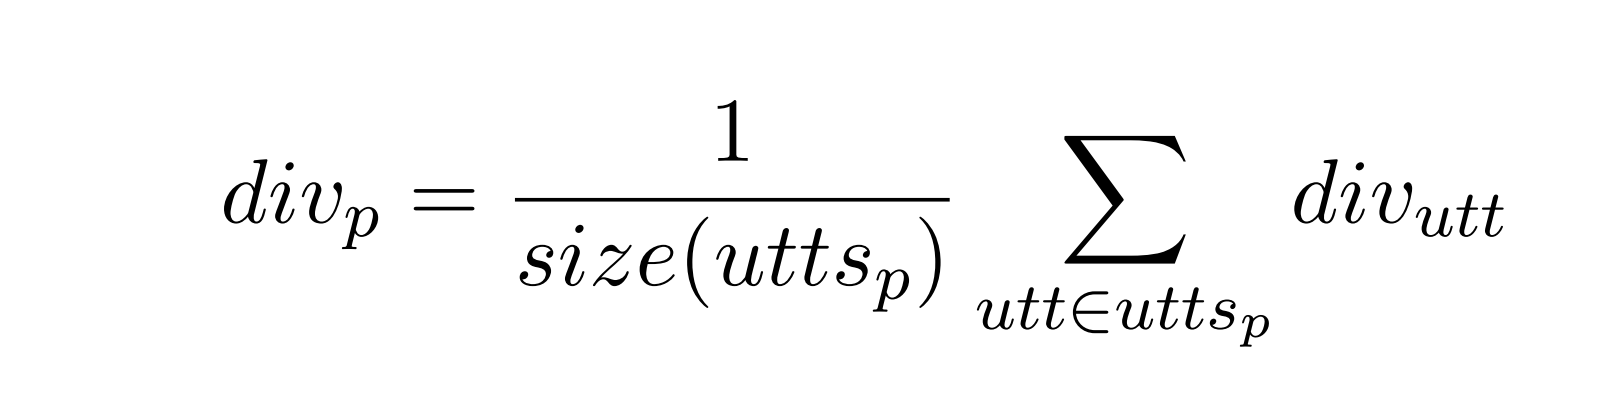 div_p = \frac{1}{size(utts_p)} \sum_{utt \in utts_p} div_{utt}